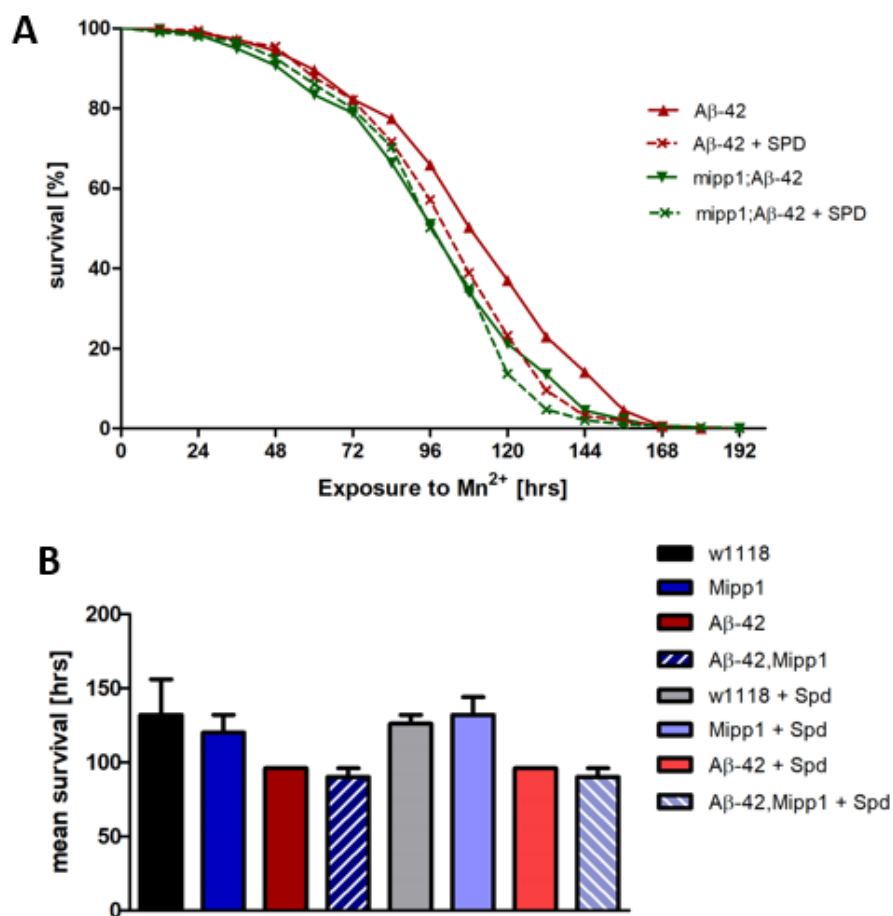 A
survival [%]
100
80
60
40
20
0
0 24 48 72 96 120 144 168 192
Exposure to Mn²⁺ [hrs]
Aβ-42
Aβ-42 + SPD
mipp1;Aβ-42
mipp1;Aβ-42 + SPD
B
mean survival [hrs]
200
150
100
50
0
w1118
Mipp1
Aβ-42
Aβ-42,Mipp1
w1118 + Spd
Mipp1 + Spd
Aβ-42 + Spd
Aβ-42,Mipp1 + Spd